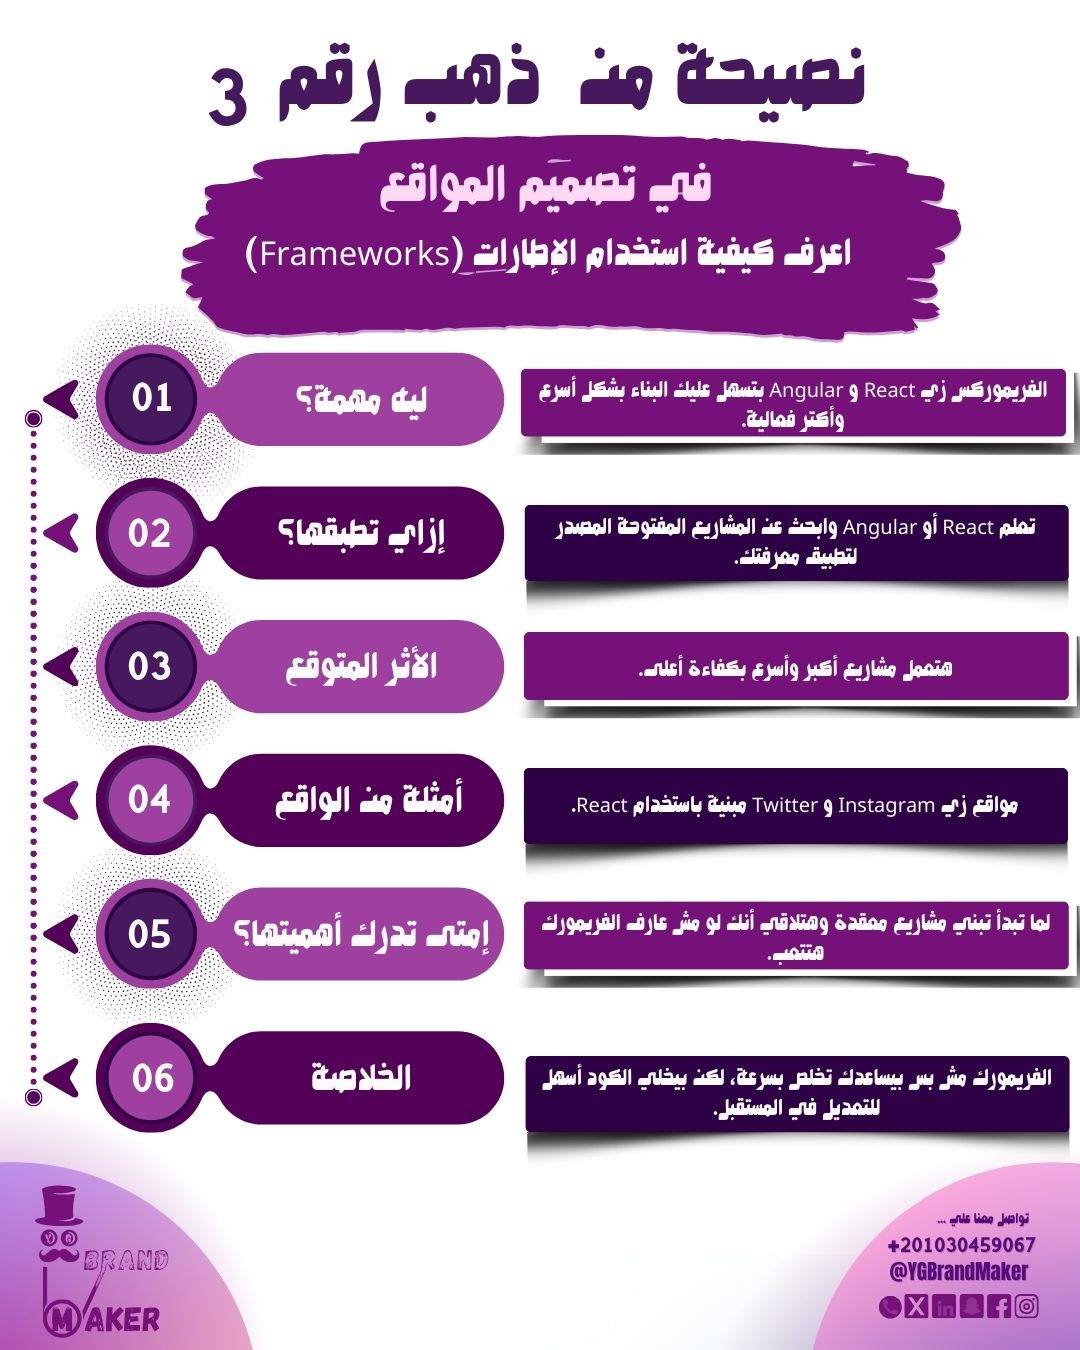 نصيحة من ذهب رقم 3
في تصميم المواقع
اعرف كيفية استخدام الإطارات (Frameworks)
01
ليه مهمة؟
الفريموركس زي React و Angular بتسهل عليك البناء بشكل أسرع
وأكتر فعالية.
02
إزاي تطبقها؟
تعلم React أو Angular وابحث عن المشاريع المفتوحة المصدر
لتطبيق معرفتك.
03
الأثر المتوقع
هتعمل مشاريع أكبر وأسرع بكفاءة أعلى.
04
أمثلة من الواقع
مواقع زي Instagram و Twitter مبنية باستخدام React.
05
إمتى تدرك أهميتها؟
لما تبدأ تبني مشاريع معقدة وهتلاقي أنك لو مش عارف الفريمورك
هتتعب.
06
الخلاصة
الفريمورك مش بس بيساعدك تخلص بسرعة، لكن بيخلي الكود أسهل
للتعديل في المستقبل.
BRAND
MAKER
تواصل معنا علي ...
+201030459067
@YGBrandMaker